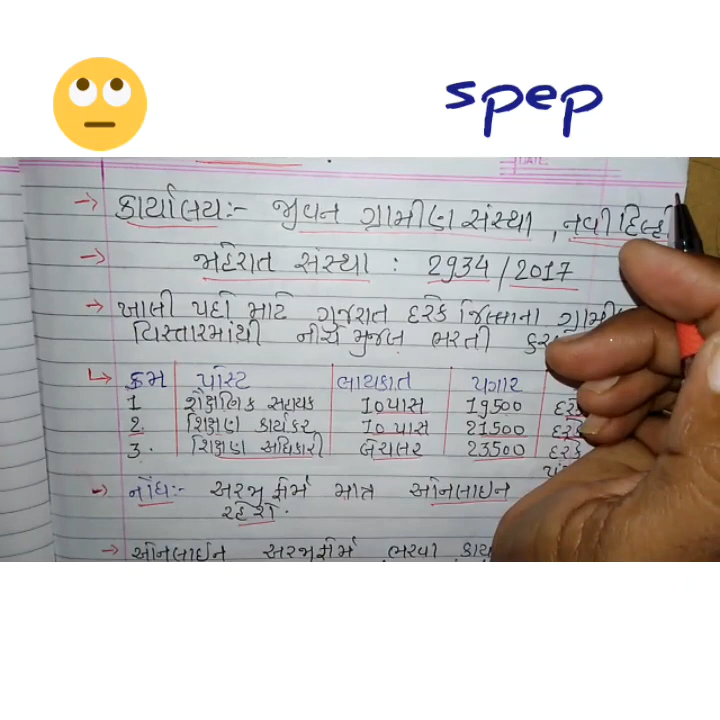 spep
DATE
→ કાર્યાલય:- જીવન ગ્રામીણ સંસ્થા, નવી દિલ્હી
→ જાહેરાત સંસ્થા : 2934/2017
→ ખાલી પદો માટે ગુજરાત દરેક જિલ્લાના
વિસ્તારમાંથી નીચે મુજબ ભરતી
ક્રમ પોસ્ટ લાયકાત પગાર
1 શૈક્ષણિક સહાયક 10પાસ 19500
2. શિક્ષણ કાર્યકર 10 પાસ 21500
3. શિક્ષણ અધિકારી બેચલર 23500
→ નોંધ:- અરજી ફોર્મ માત્ર ઓનલાઇન
રહેશે.
→ ઓનલાઈન અરજીફોર્મ ભરવા